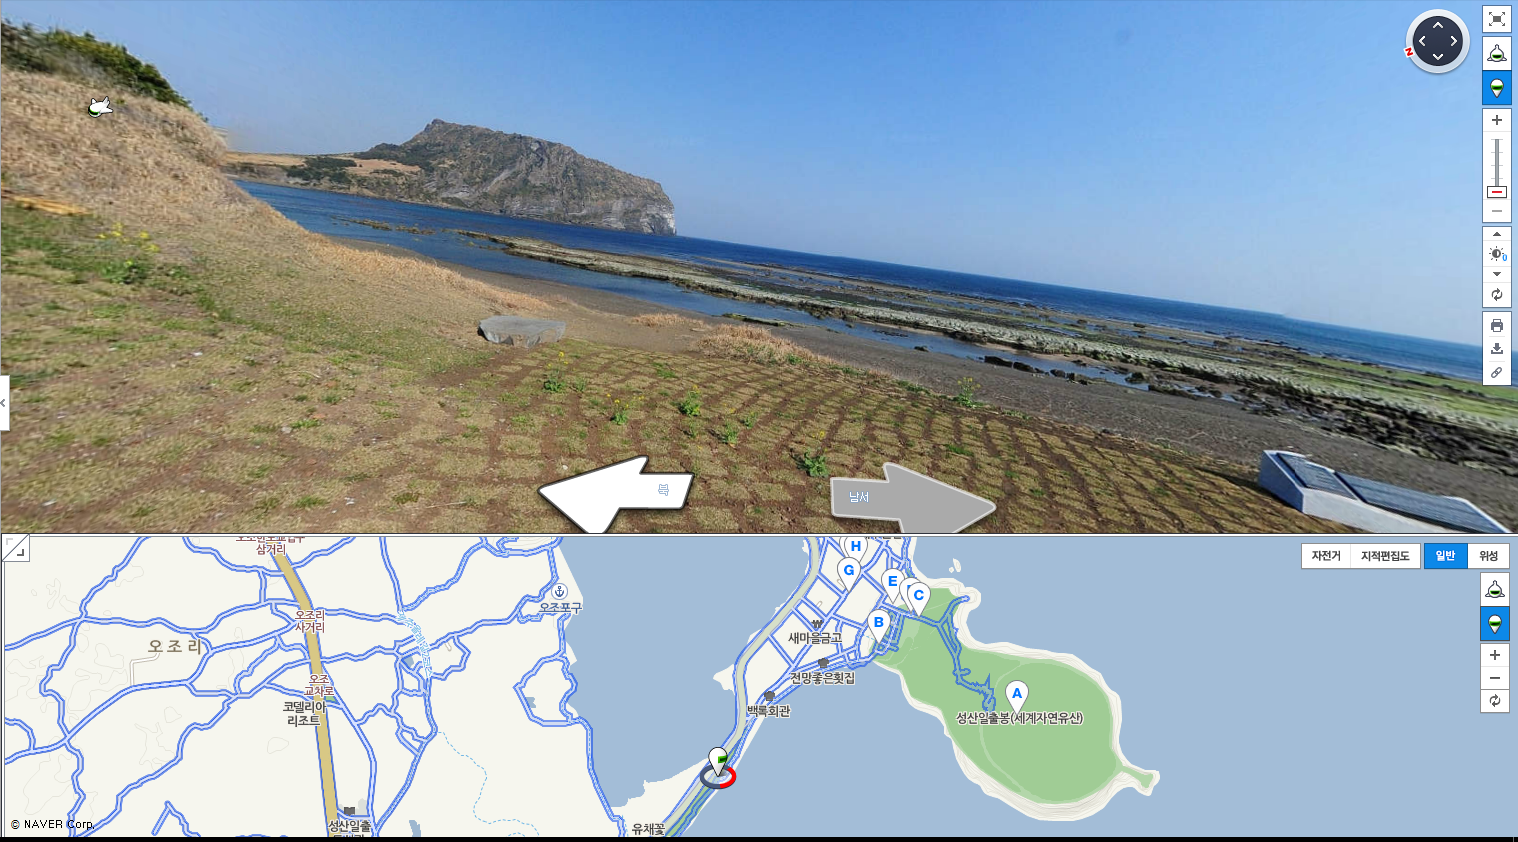 N
0
북
남서
자전거
지적편집도
일반
위성
삼거리
오조리
사거리
오조포구
오조리
오조
교차로
코델리아
리조트
H
G
E
C
B
A
새마을금고
전망좋은횟집
백록회관
성산일출봉(세계자연유산)
유채꽃
성산일출
© NAVER Corp.